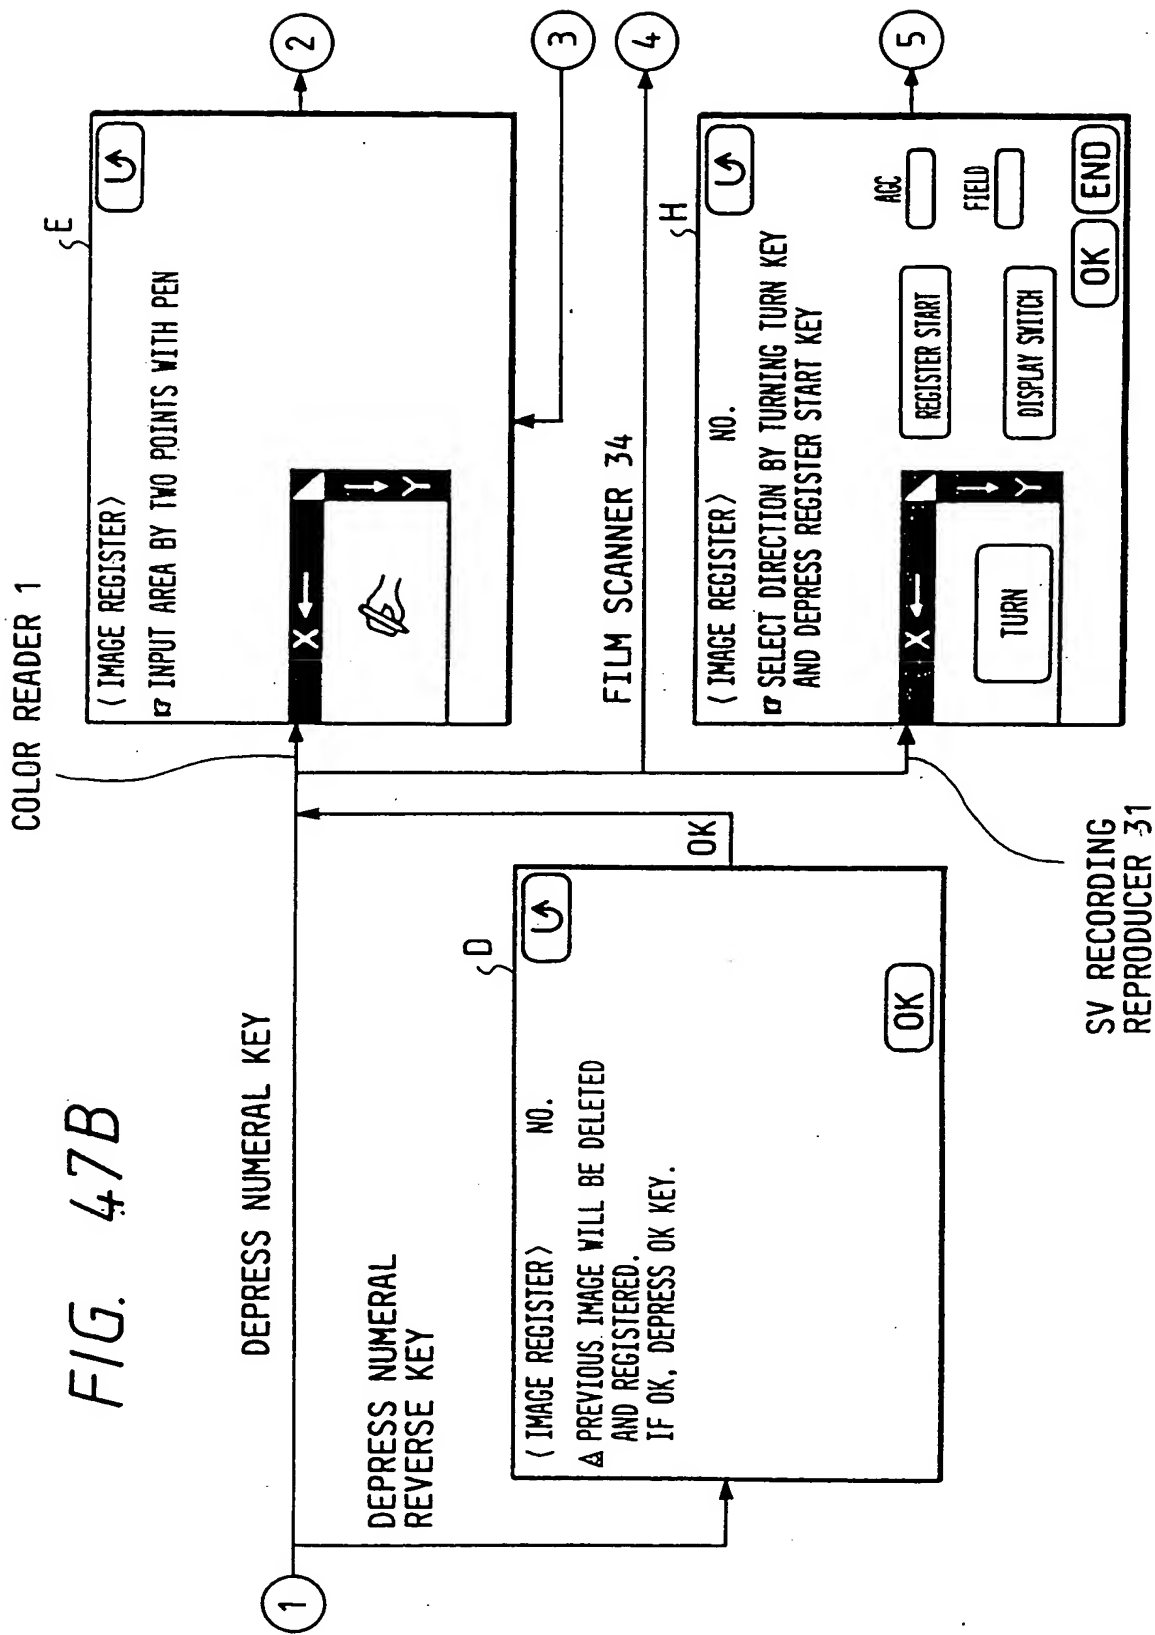 FIG. 47B
1
DEPRESS NUMERAL KEY
DEPRESS NUMERAL
REVERSE KEY
D
⟨IMAGE REGISTER⟩ NO.
⚠ PREVIOUS IMAGE WILL BE DELETED
AND REGISTERED.
IF OK, DEPRESS OK KEY.
OK
OK
COLOR READER 1
E
⟨IMAGE REGISTER⟩
☞ INPUT AREA BY TWO POINTS WITH PEN
X ←
→ Y
2
3
FILM SCANNER 34
4
H
⟨IMAGE REGISTER⟩ NO.
☞ SELECT DIRECTION BY TURNING TURN KEY
AND DEPRESS REGISTER START KEY
X ←
→ Y
TURN
REGISTER START
AGC
DISPLAY SWITCH
FIELD
OK
END
5
SV RECORDING
REPRODUCER 31